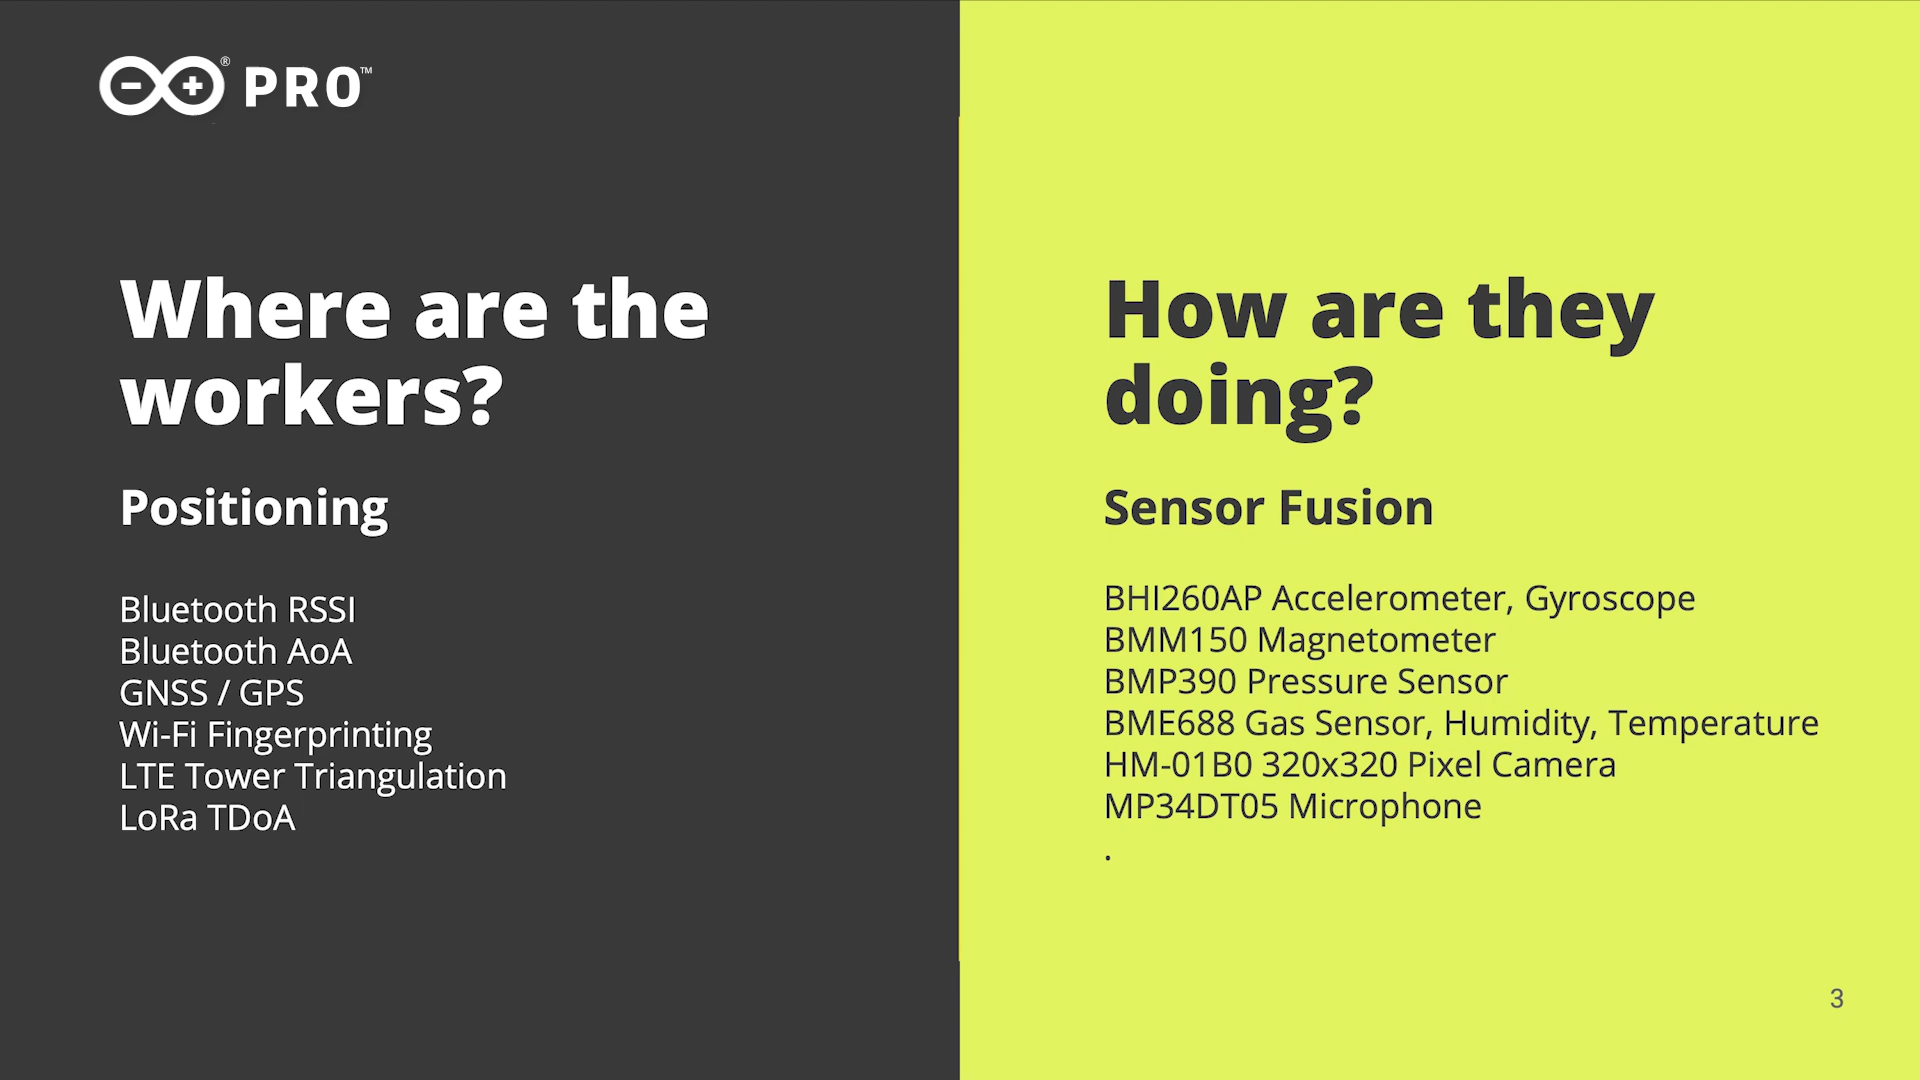 ® PRO™
Where are the
workers?
Positioning
Bluetooth RSSI
Bluetooth AoA
GNSS / GPS
Wi-Fi Fingerprinting
LTE Tower Triangulation
LoRa TDoA
How are they
doing?
Sensor Fusion
BHI260AP Accelerometer, Gyroscope
BMM150 Magnetometer
BMP390 Pressure Sensor
BME688 Gas Sensor, Humidity, Temperature
HM-01B0 320x320 Pixel Camera
MP34DT05 Microphone
.
3